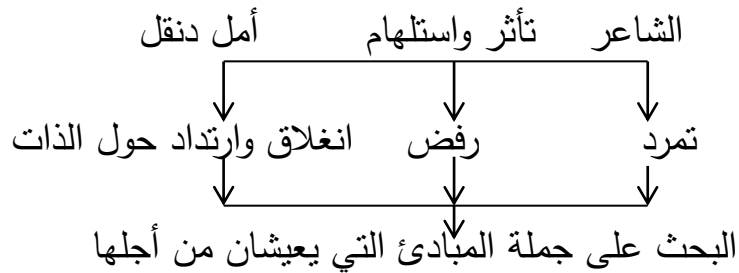 الشاعر تأثر واستلهام أمل دنقل
تمرد رفض انغلاق وارتداد حول الذات
البحث على جملة المبادئ التي يعيشان من أجلها